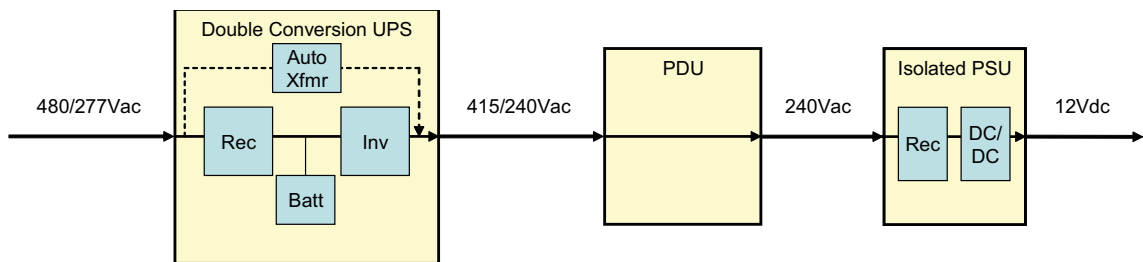 Double Conversion UPS
Auto
Xfmr
480/277Vac
Rec
Inv
Batt
415/240Vac
PDU
240Vac
Isolated PSU
Rec
DC/
DC
12Vdc